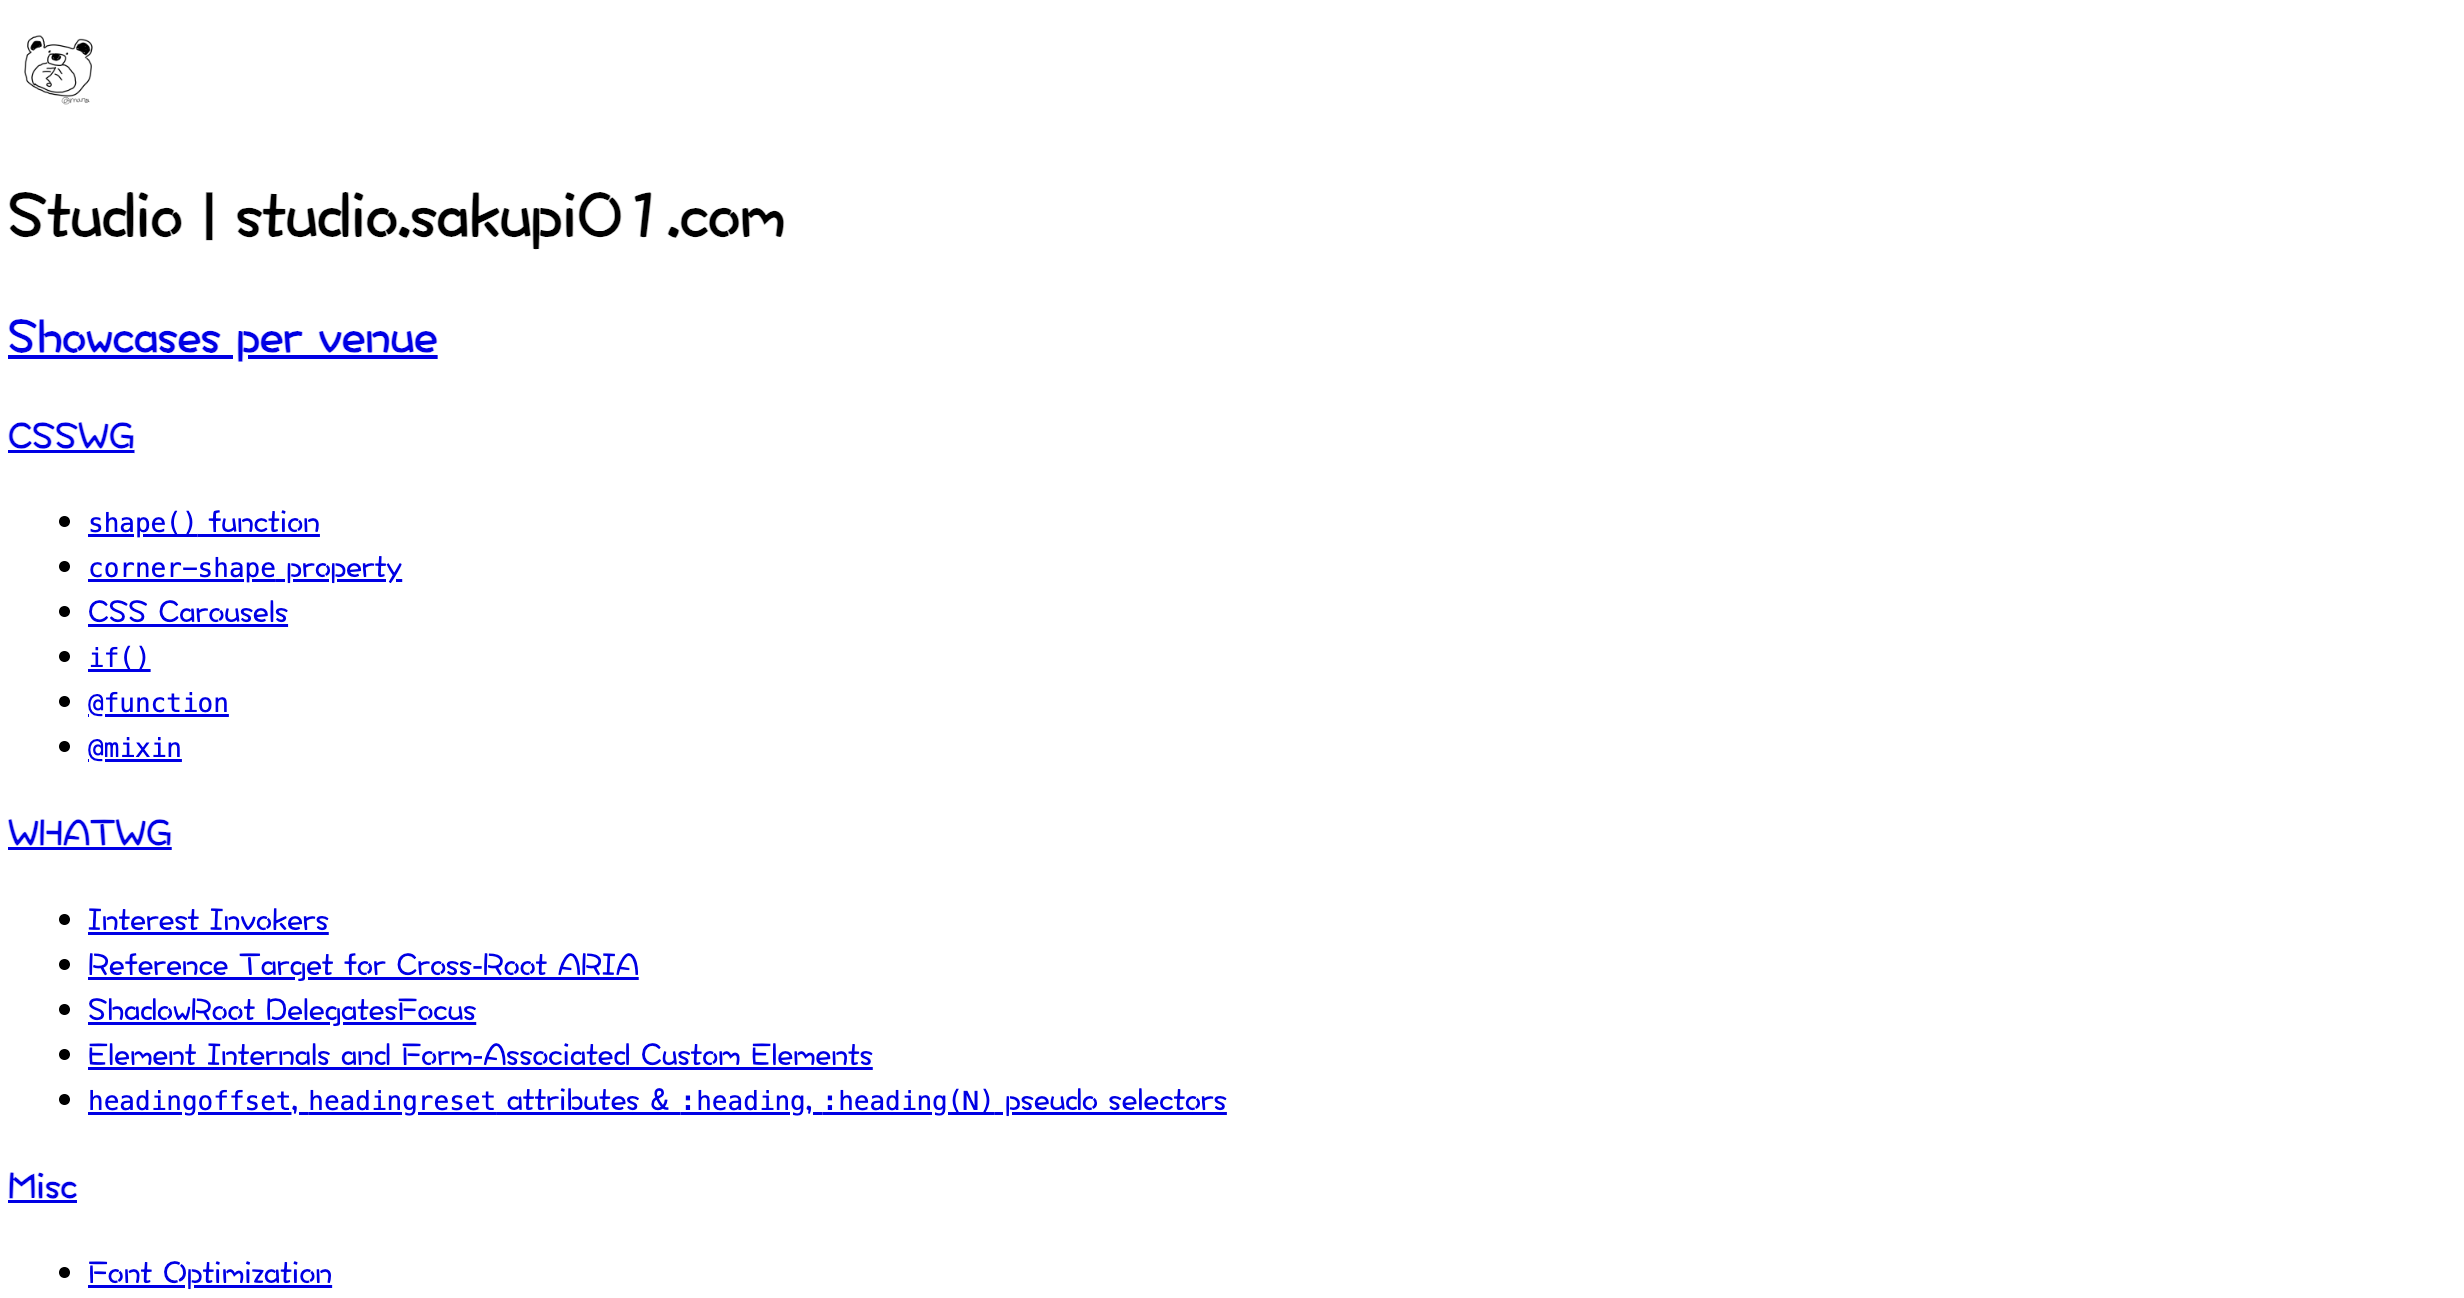 Studio | studio.sakupi01.com
Showcases per venue
CSSWG
shape() function
corner-shape property
CSS Carousels
if()
@function
@mixin
WHATWG
Interest Invokers
Reference Target for Cross-Root ARIA
ShadowRoot DelegatesFocus
Element Internals and Form-Associated Custom Elements
headingoffset, headingreset attributes & :heading, :heading(N) pseudo selectors
Misc
Font Optimization